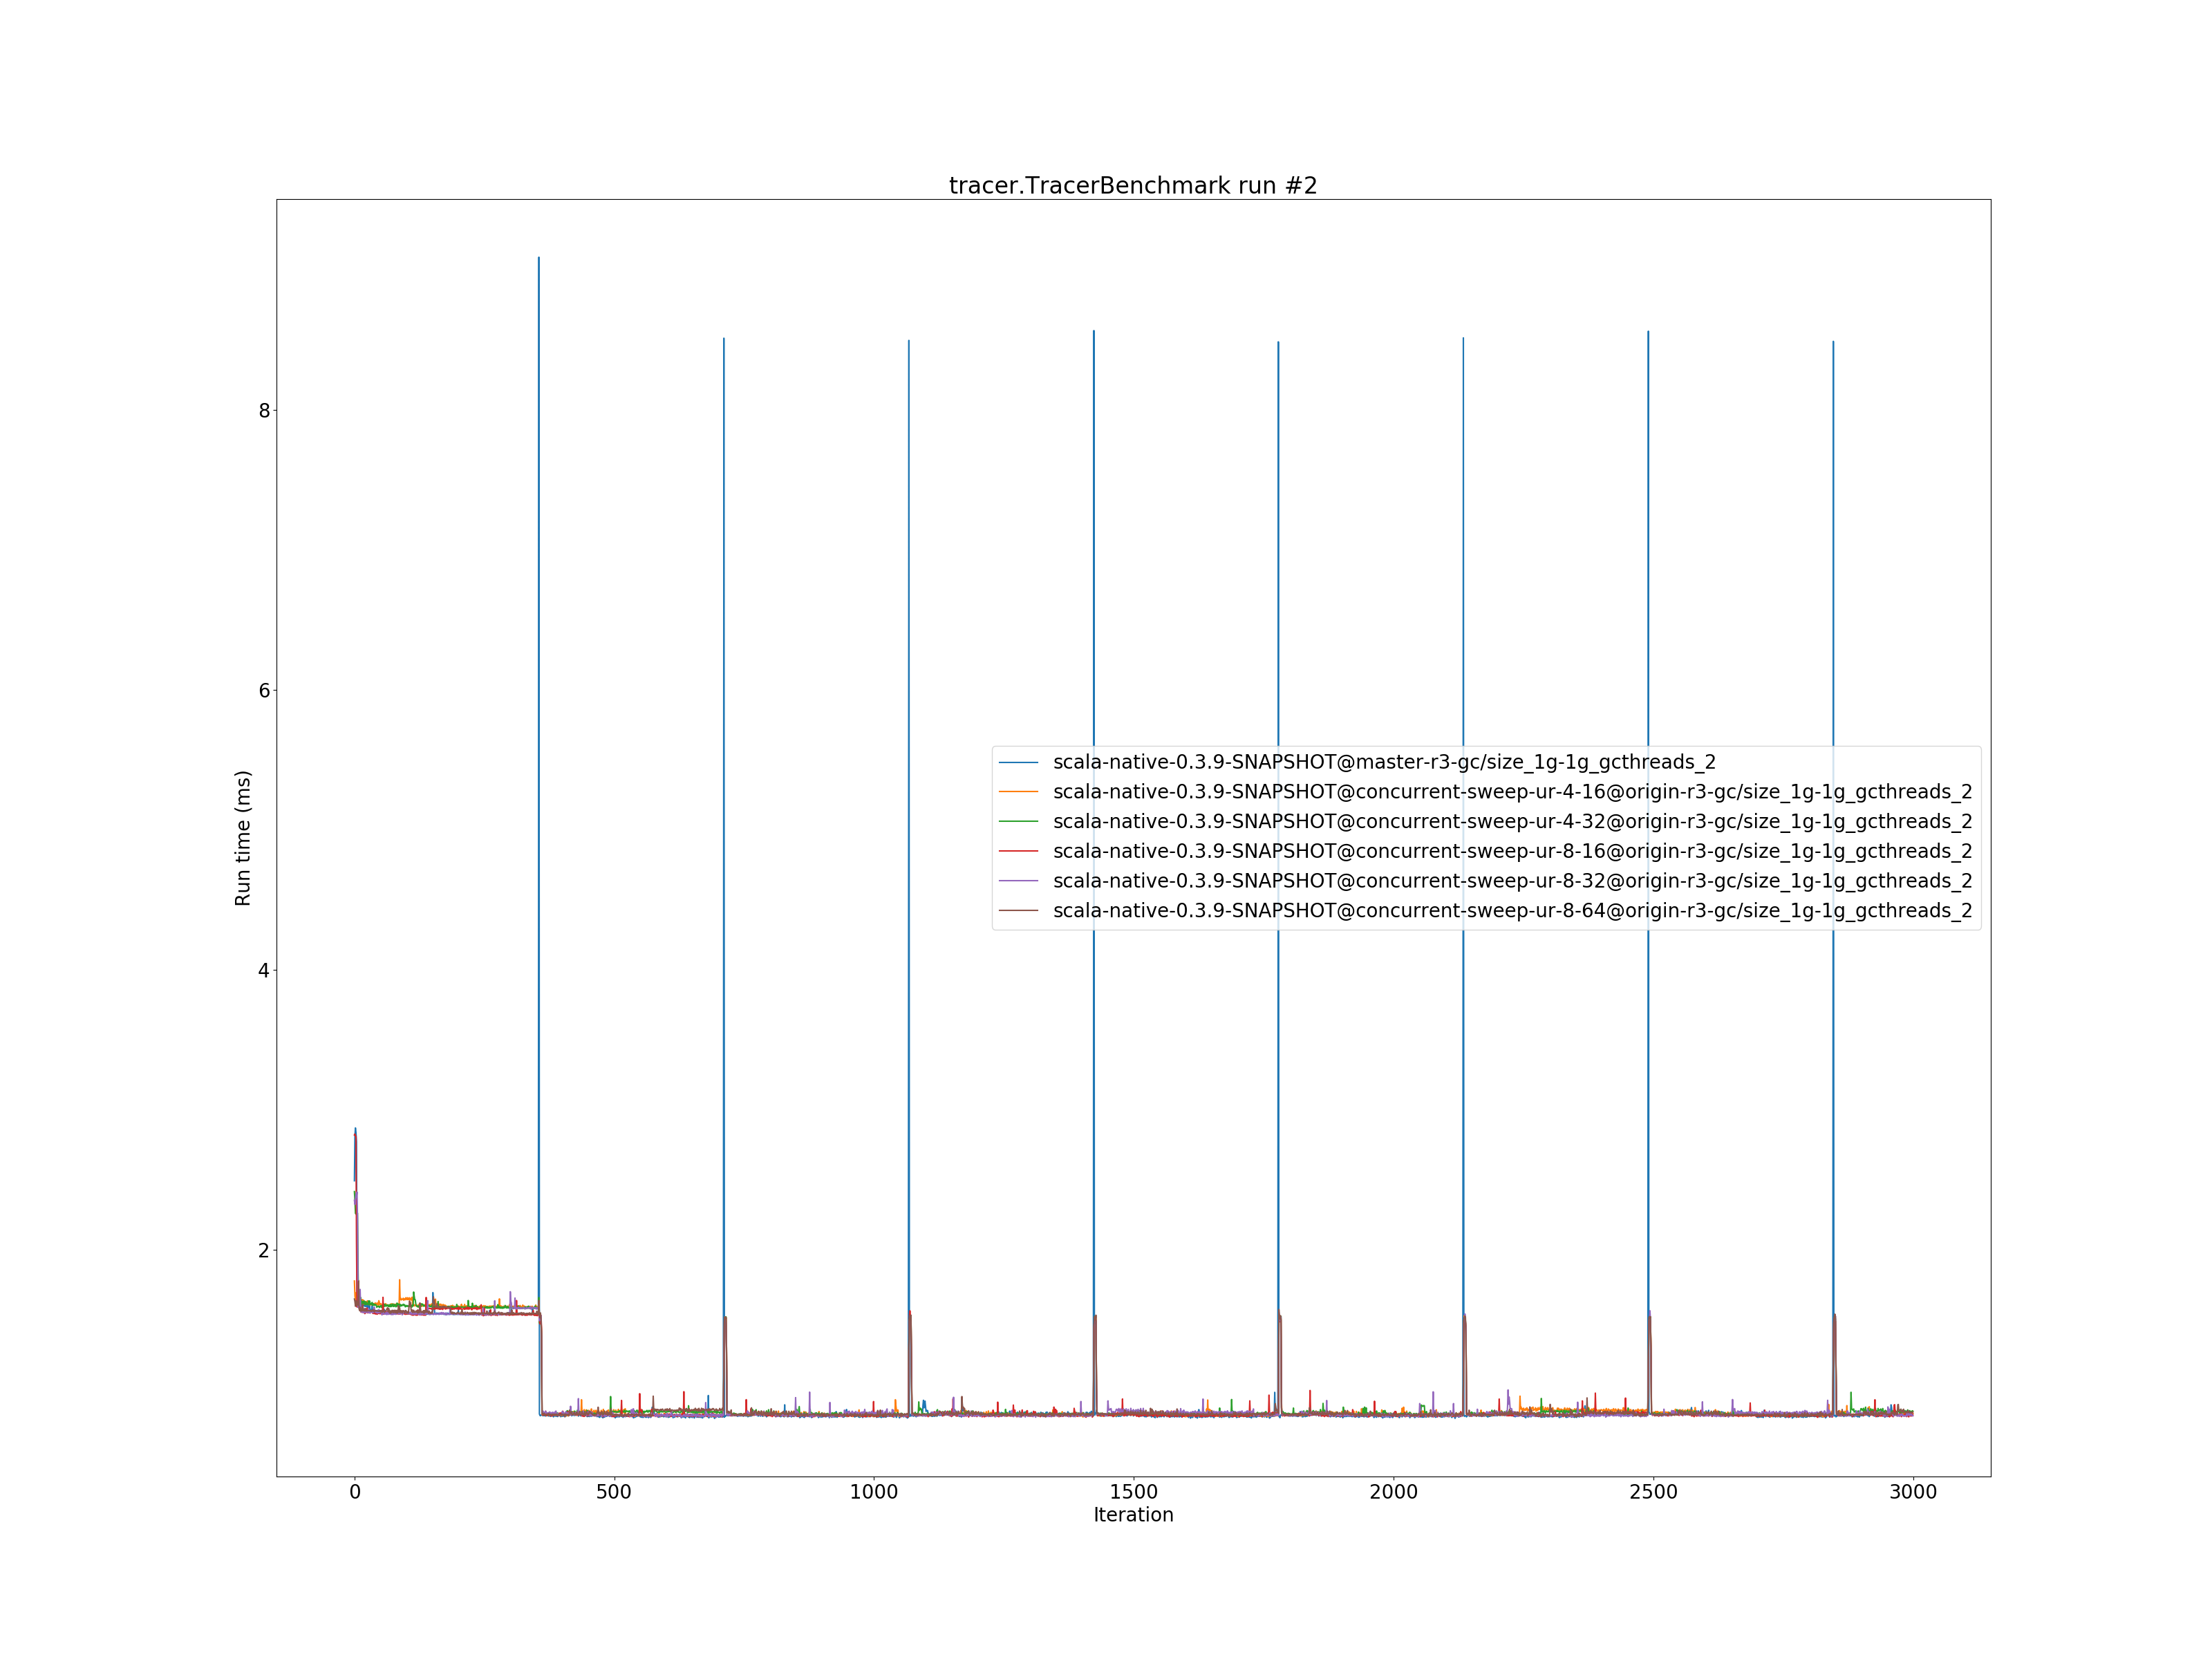 tracer.TracerBenchmark run #2
8
6
4
2
Run time (ms)
scala-native-0.3.9-SNAPSHOT@master-r3-gc/size_1g-1g_gcthreads_2
scala-native-0.3.9-SNAPSHOT@concurrent-sweep-ur-4-16@origin-r3-gc/size_1g-1g_gcthreads_2
scala-native-0.3.9-SNAPSHOT@concurrent-sweep-ur-4-32@origin-r3-gc/size_1g-1g_gcthreads_2
scala-native-0.3.9-SNAPSHOT@concurrent-sweep-ur-8-16@origin-r3-gc/size_1g-1g_gcthreads_2
scala-native-0.3.9-SNAPSHOT@concurrent-sweep-ur-8-32@origin-r3-gc/size_1g-1g_gcthreads_2
scala-native-0.3.9-SNAPSHOT@concurrent-sweep-ur-8-64@origin-r3-gc/size_1g-1g_gcthreads_2
0 500 1000 1500 2000 2500 3000
Iteration